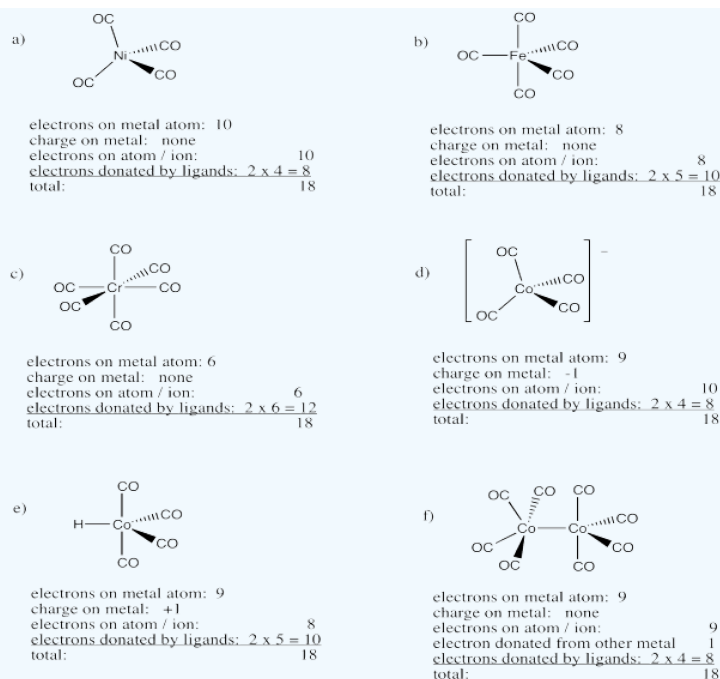 a)
OC
Ni
CO
CO
OC
electrons on metal atom: 10
charge on metal: none
electrons on atom / ion: 10
electrons donated by ligands: 2 x 4 = 8
total: 18
b)
CO
OC
Fe
CO
CO
CO
electrons on metal atom: 8
charge on metal: none
electrons on atom / ion: 8
electrons donated by ligands: 2 x 5 = 10
total: 18
c)
CO
CO
OC
Cr
CO
OC
CO
electrons on metal atom: 6
charge on metal: none
electrons on atom / ion: 6
electrons donated by ligands: 2 x 6 = 12
total: 18
d)
OC
–
CO
Co
CO
OC
electrons on metal atom: 9
charge on metal: -1
electrons on atom / ion: 10
electrons donated by ligands: 2 x 4 = 8
total: 18
e)
CO
H
Co
CO
CO
CO
electrons on metal atom: 9
charge on metal: +1
electrons on atom / ion: 8
electrons donated by ligands: 2 x 5 = 10
total: 18
f)
OC
CO
CO
Co
Co
CO
OC
CO
OC
CO
electrons on metal atom: 9
charge on metal: none
electrons on atom / ion: 9
electron donated from other metal 1
electrons donated by ligands: 2 x 4 = 8
total: 18